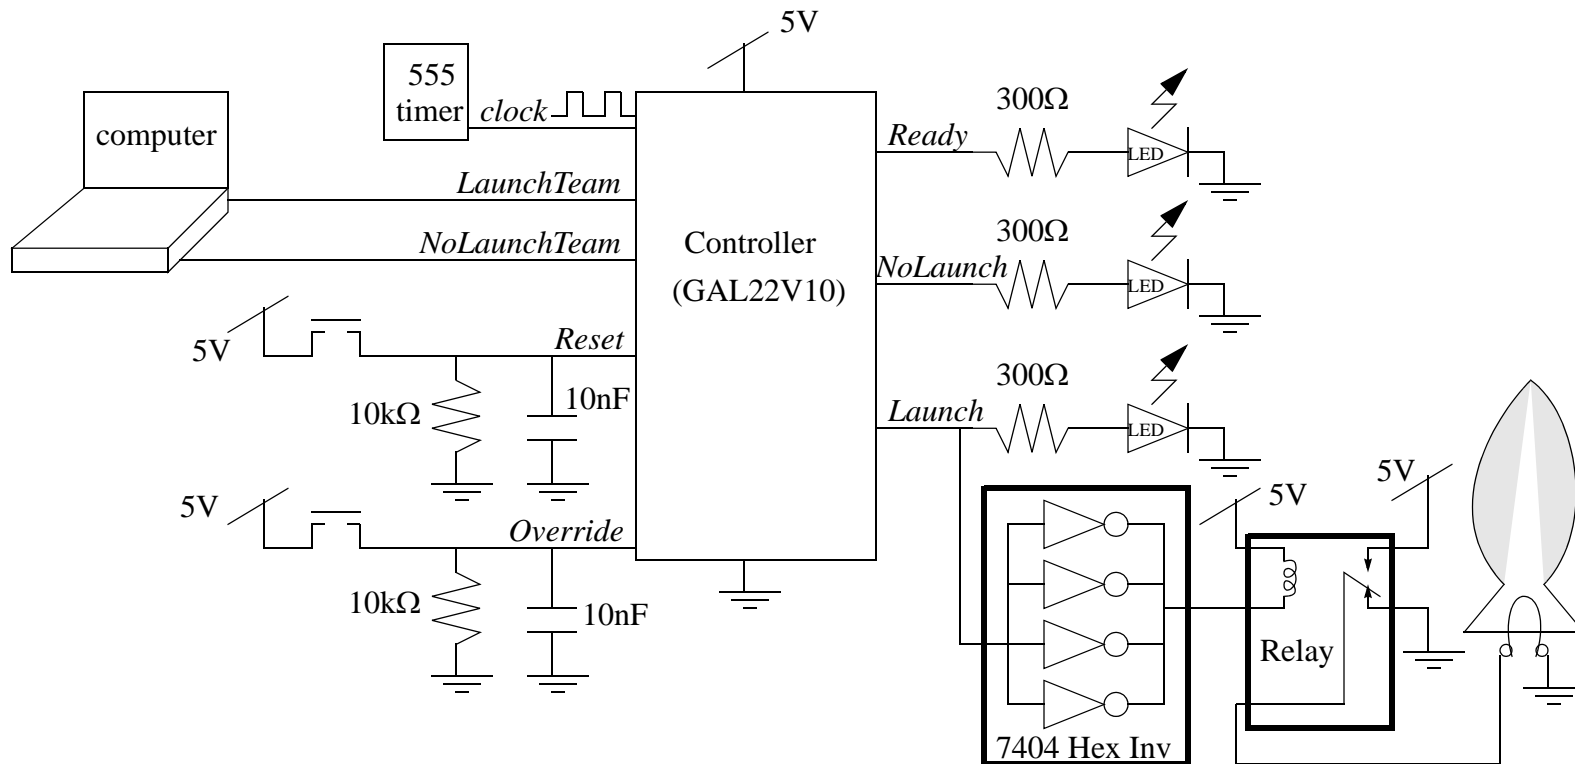 5V
555
timer
clock
computer
LaunchTeam
NoLaunchTeam
Controller
(GAL22V10)
5V
Reset
10kΩ
10nF
5V
Override
10kΩ
10nF
300Ω
Ready
LED
300Ω
NoLaunch
LED
300Ω
Launch
LED
5V
5V
Relay
7404 Hex Inv